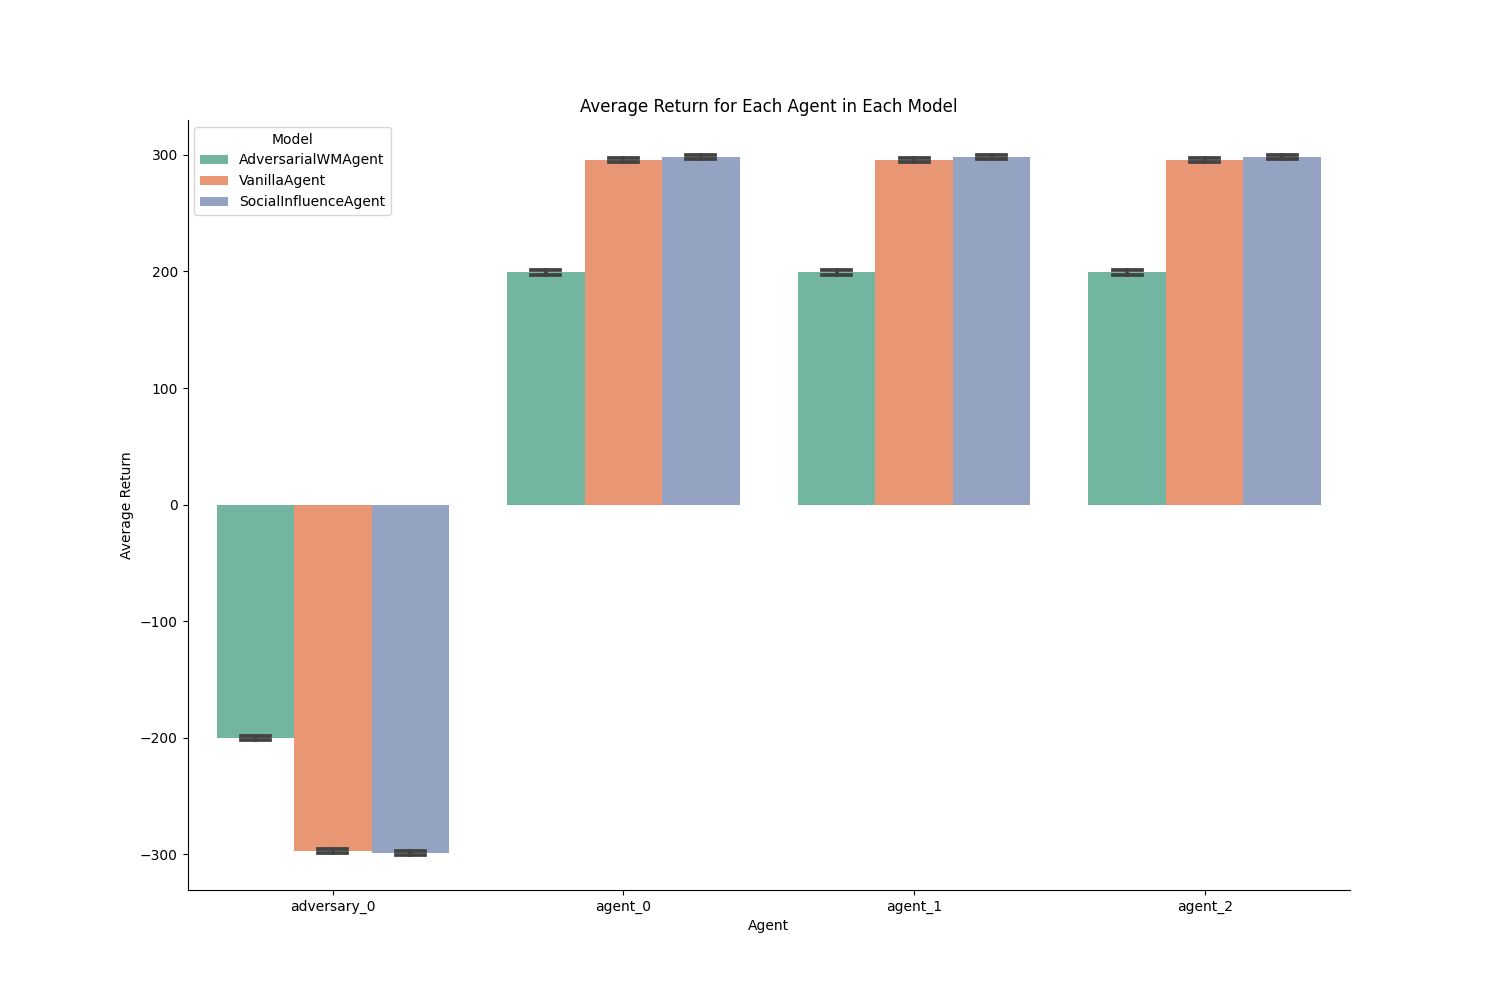 Average Return for Each Agent in Each Model
Model
AdversarialWMAgent
VanillaAgent
SocialInfluenceAgent
300
200
100
0
−100
−200
−300
Average Return
adversary_0
agent_0
agent_1
agent_2
Agent